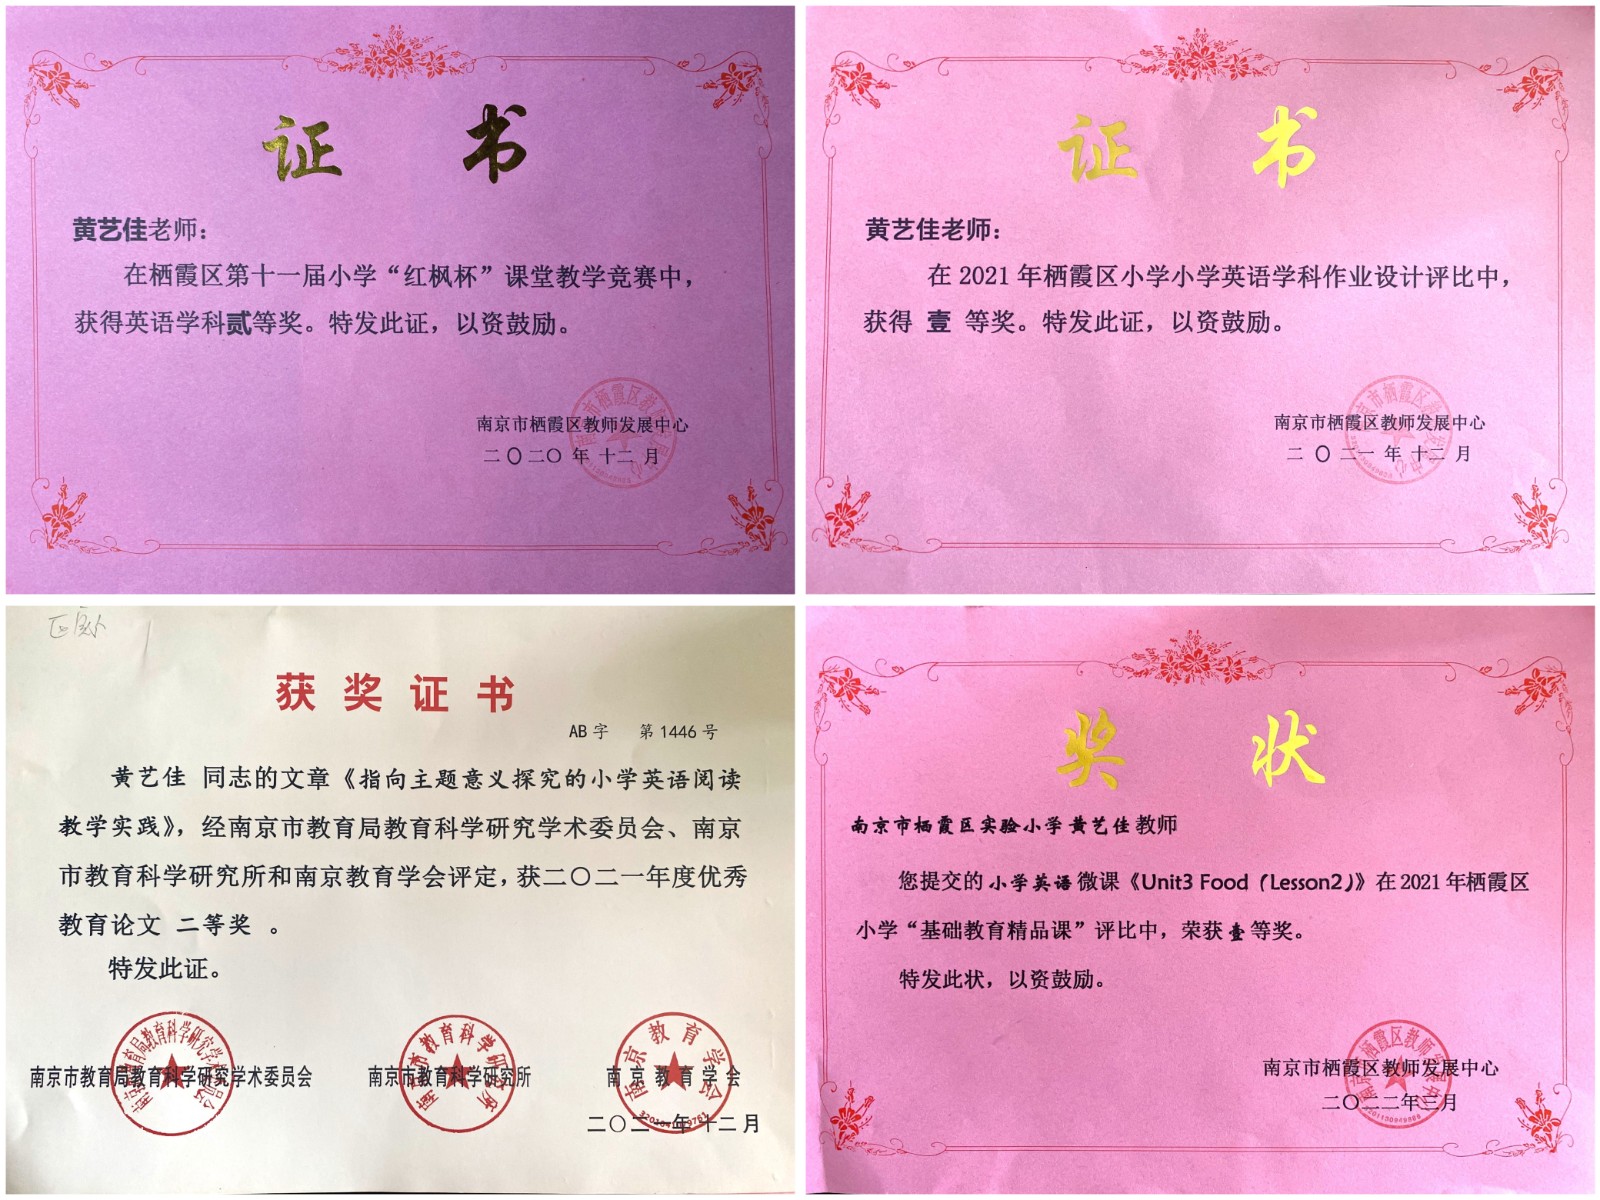 证 书
黄艺佳老师：
在栖霞区第十一届小学“红枫杯”课堂教学竞赛中，
获得英语学科贰等奖。特发此证，以资鼓励。
南京市栖霞区教师发展中心
二〇二〇年 十二 月
证 书
黄艺佳老师：
在 2021 年栖霞区小学小学英语学科作业设计评比中，
获得 壹 等奖。特发此证，以资鼓励。
南京市栖霞区教师发展中心
二 〇 二一 年 十二 月
获 奖 证 书
AB 字 第 1446 号
黄艺佳 同志的文章《指向主题意义探究的小学英语阅读
教学实践》，经南京市教育局教育科学研究学术委员会、南京
市教育科学研究所和南京教育学会评定，获二〇二一年度优秀
教育论文 二等奖 。
特发此证。
南京市教育局教育科学研究学术委员会
南京市教育科学研究所
南京教育学会
二〇二一年十二月
奖 状
南京市栖霞区实验小学黄艺佳教师
您提交的小学英语微课《Unit3 Food（Lesson2）》在 2021 年栖霞区
小学“基础教育精品课”评比中，荣获壹等奖。
特发此状，以资鼓励。
南京市栖霞区教师发展中心
二〇二二年三月